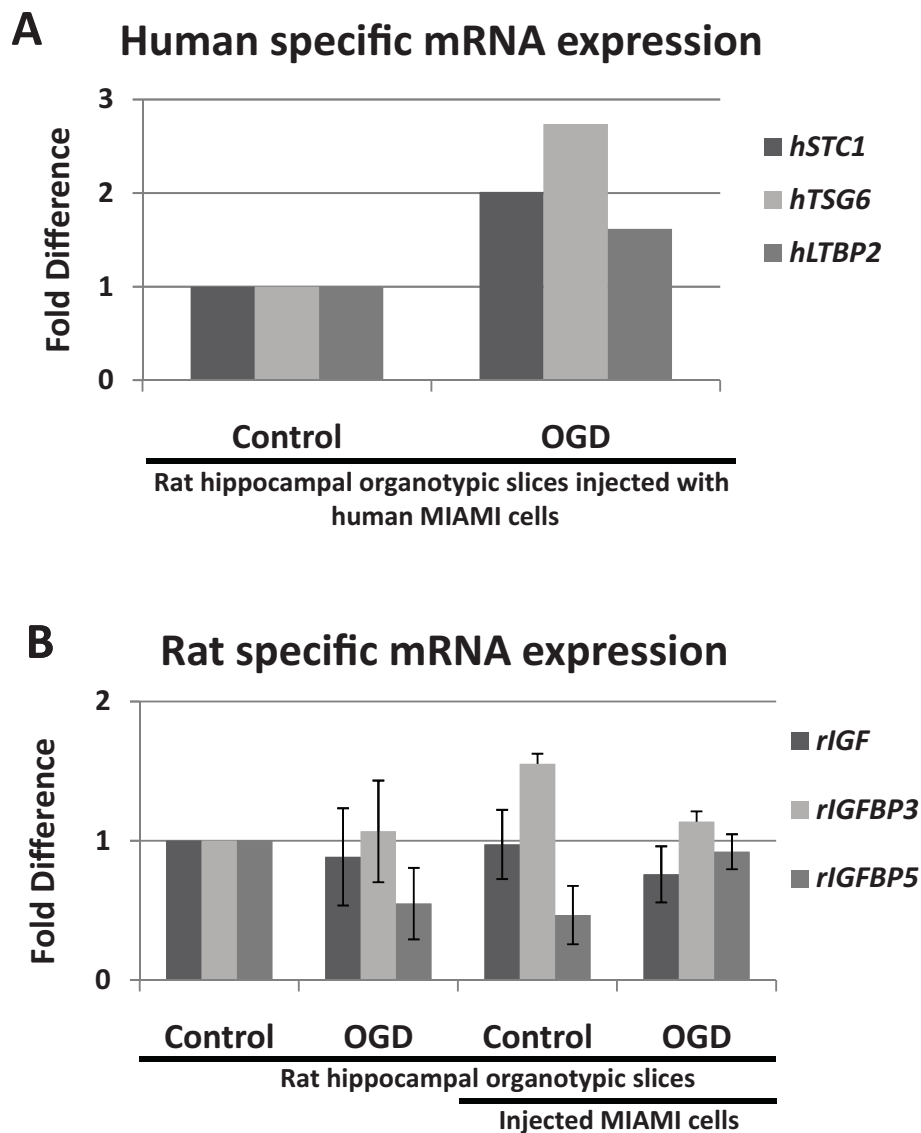 A
Human specific mRNA expression
Fold Difference
3
2
1
0
hSTC1
hTSG6
hLTBP2
Control OGD
Rat hippocampal organotypic slices injected with
human MIAMI cells
B
Rat specific mRNA expression
Fold Difference
2
1
0
rIGF
rIGFBP3
rIGFBP5
Control OGD Control OGD
Rat hippocampal organotypic slices
Injected MIAMI cells